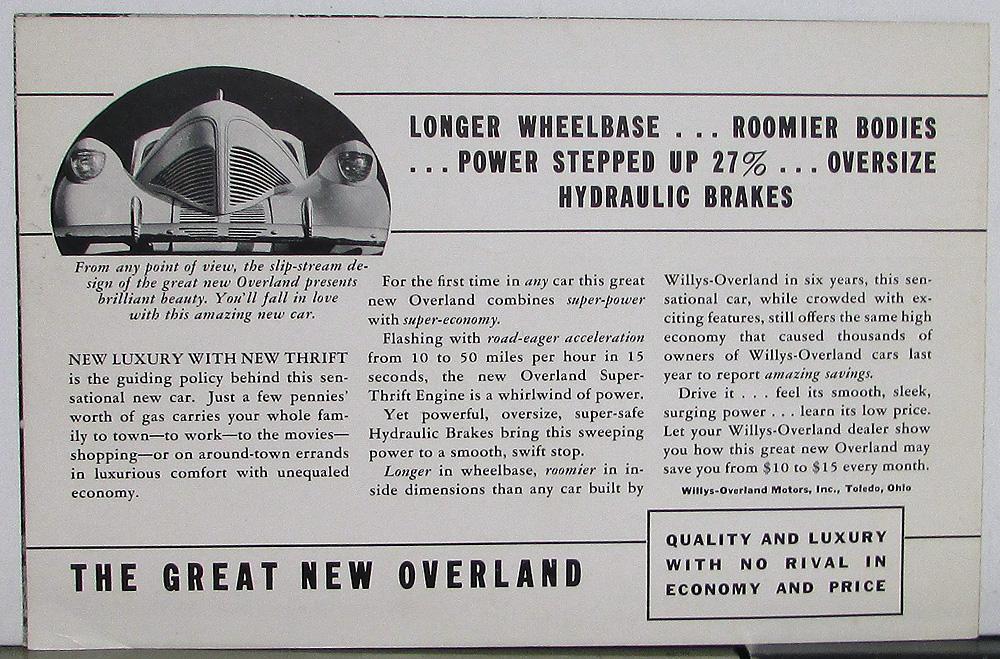 LONGER WHEELBASE . . . ROOMIER BODIES
. . . POWER STEPPED UP 27% . . . OVERSIZE
HYDRAULIC BRAKES
From any point of view, the slip-stream de-
sign of the great new Overland presents
brilliant beauty. You'll fall in love
with this amazing new car.
NEW LUXURY WITH NEW THRIFT
is the guiding policy behind this sen-
sational new car. Just a few pennies'
worth of gas carries your whole fam-
ily to town—to work—to the movies—
shopping—or on around-town errands
in luxurious comfort with unequaled
economy.
For the first time in any car this great
new Overland combines super-power
with super-economy.
Flashing with road-eager acceleration
from 10 to 50 miles per hour in 15
seconds, the new Overland Super-
Thrift Engine is a whirlwind of power.
Yet powerful, oversize, super-safe
Hydraulic Brakes bring this sweeping
power to a smooth, swift stop.
Longer in wheelbase, roomier in in-
side dimensions than any car built by
Willys-Overland in six years, this sen-
sational car, while crowded with ex-
citing features, still offers the same high
economy that caused thousands of
owners of Willys-Overland cars last
year to report amazing savings.
Drive it . . . feel its smooth, sleek,
surging power . . . learn its low price.
Let your Willys-Overland dealer show
you how this great new Overland may
save you from $10 to $15 every month.
Willys-Overland Motors, Inc., Toledo, Ohio
THE GREAT NEW OVERLAND
QUALITY AND LUXURY
WITH NO RIVAL IN
ECONOMY AND PRICE